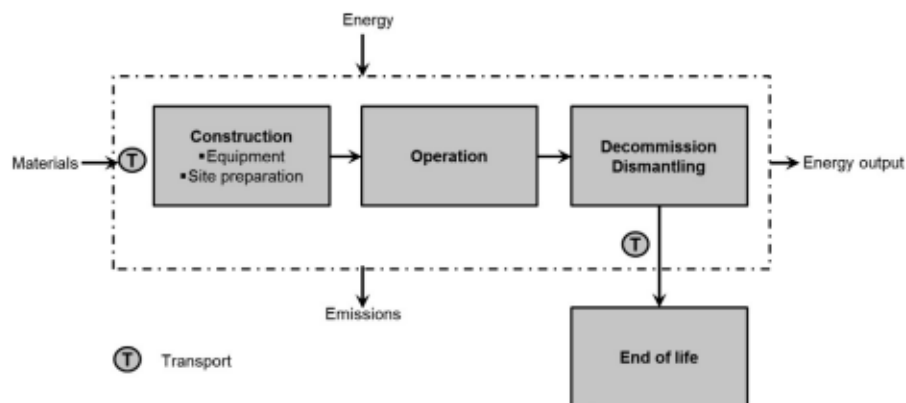 Energy
Construction
▪Equipment
▪Site preparation
Operation
Decommission
Dismantling
Materials
T
Energy output
T
Emissions
End of life
T Transport